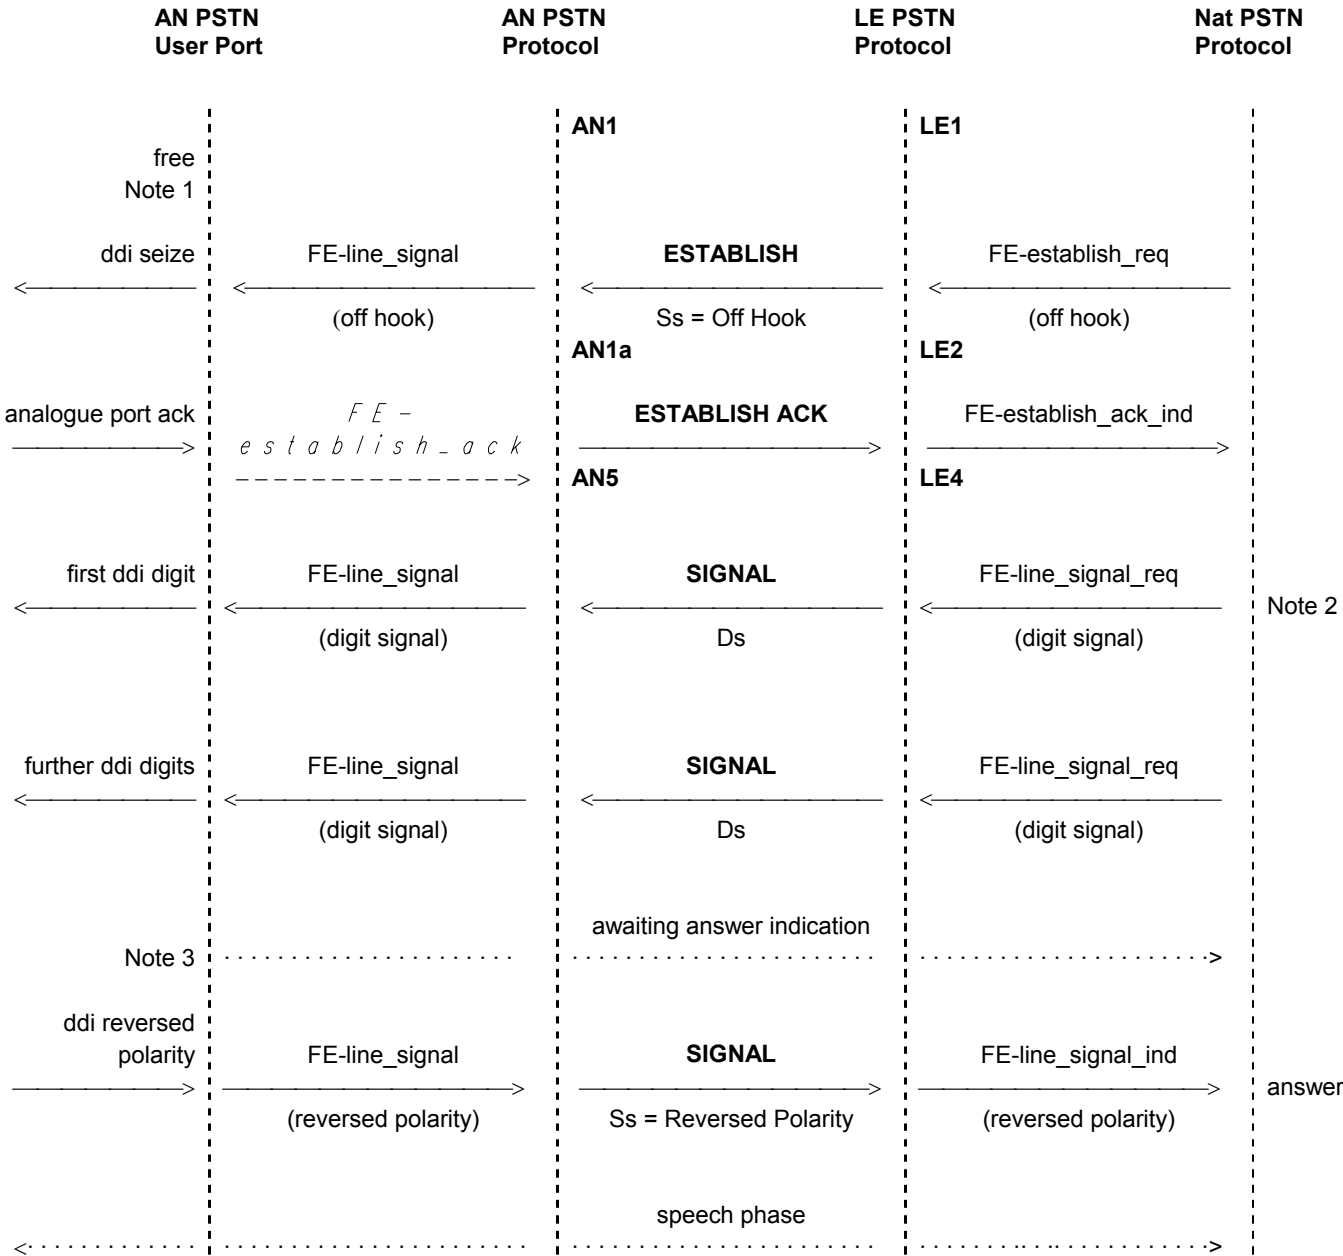 AN PSTN User Port
AN PSTN Protocol
LE PSTN Protocol
Nat PSTN Protocol
AN1
LE1
free
Note 1
ddi seize
FE-line_signal
ESTABLISH
FE-establish_req
(off hook)
Ss = Off Hook
(off hook)
AN1a
LE2
analogue port ack
FE-establish_ack
ESTABLISH ACK
FE-establish_ack_ind
AN5
LE4
first ddi digit
FE-line_signal
SIGNAL
FE-line_signal_req
Note 2
(digit signal)
Ds
(digit signal)
further ddi digits
FE-line_signal
SIGNAL
FE-line_signal_req
(digit signal)
Ds
(digit signal)
awaiting answer indication
Note 3
ddi reversed polarity
FE-line_signal
SIGNAL
FE-line_signal_ind
answer
(reversed polarity)
Ss = Reversed Polarity
(reversed polarity)
speech phase